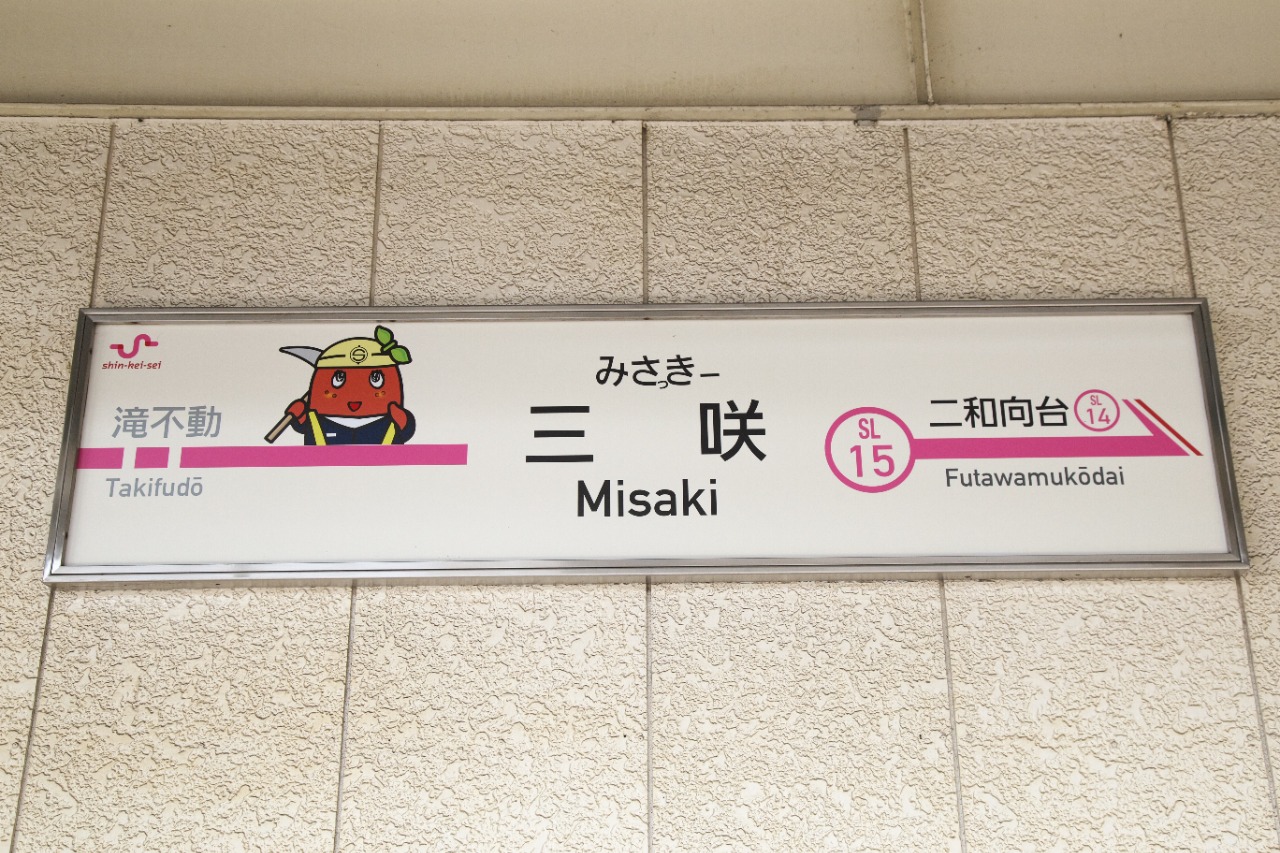 shin-kei-sei
滝不動
Takifudō
S
みさっきー
三咲
Misaki
SL
15
二和向台
SL
14
Futawamukōdai